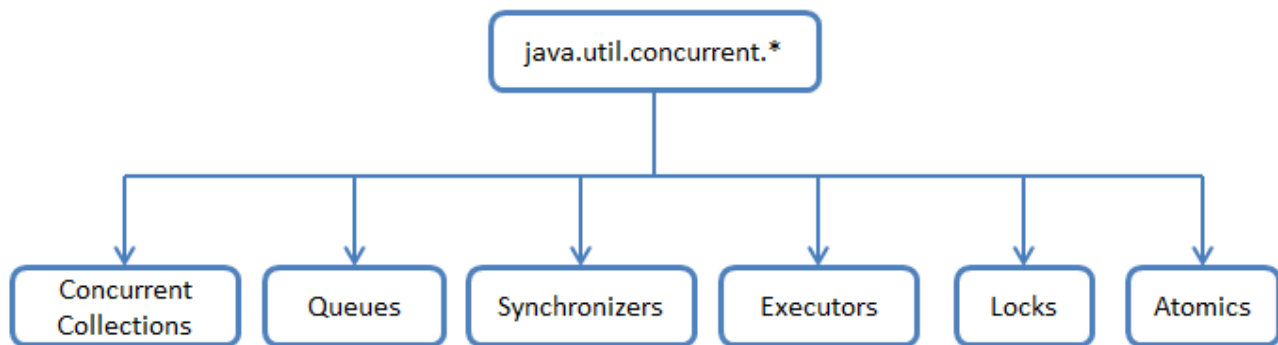 java.util.concurrent.*
Concurrent
Collections
Queues
Synchronizers
Executors
Locks
Atomics